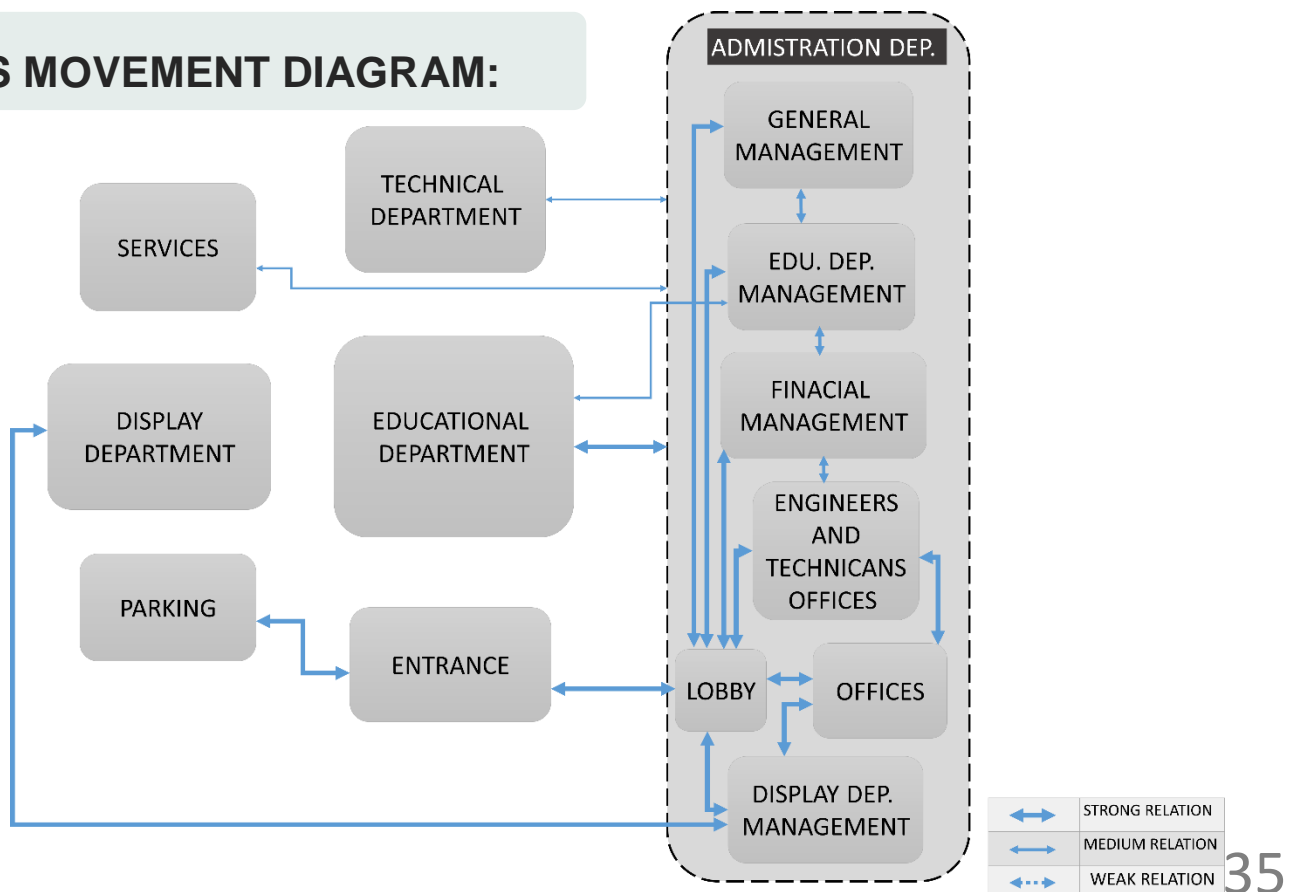 S MOVEMENT DIAGRAM:
ADMISTRATION DEP.
GENERAL
MANAGEMENT
TECHNICAL
DEPARTMENT
SERVICES
EDU. DEP.
MANAGEMENT
FINACIAL
MANAGEMENT
DISPLAY
DEPARTMENT
EDUCATIONAL
DEPARTMENT
ENGINEERS
AND
TECHNICANS
OFFICES
PARKING
ENTRANCE
LOBBY
OFFICES
DISPLAY DEP.
MANAGEMENT
STRONG RELATION
MEDIUM RELATION
WEAK RELATION
35